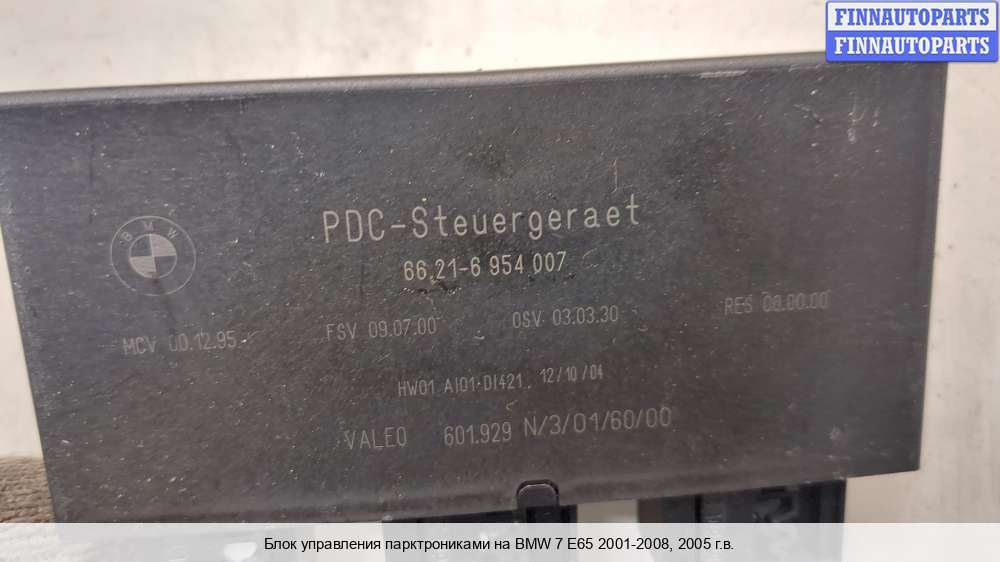 FINNAUTOPARTS
FINNAUTOPARTS
BMW
PDC-Steuergeraet
66.21-6 954 007
MCV 00.12.95 FSV 09.07.00 OSV 03.03.30 RES 00.00.00
HW01 AI01-DI421 12/10/04
VALEO 601.929 N/3/01/60/00
Блок управления парктрониками на BMW 7 E65 2001-2008, 2005 г.в.